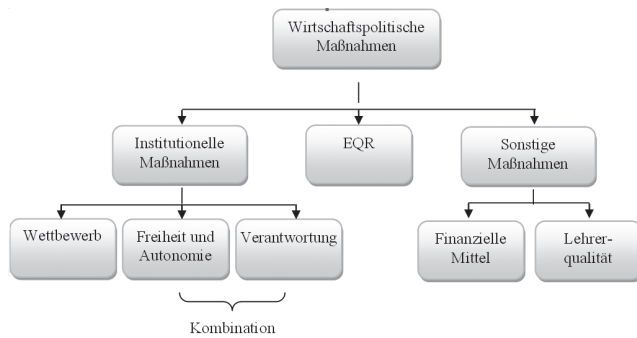 Wirtschaftspolitische
Maßnahmen
Institutionelle
Maßnahmen
EQR
Sonstige
Maßnahmen
Wettbewerb
Freiheit und
Autonomie
Verantwortung
Finanzielle
Mittel
Lehrer-
qualität
Kombination